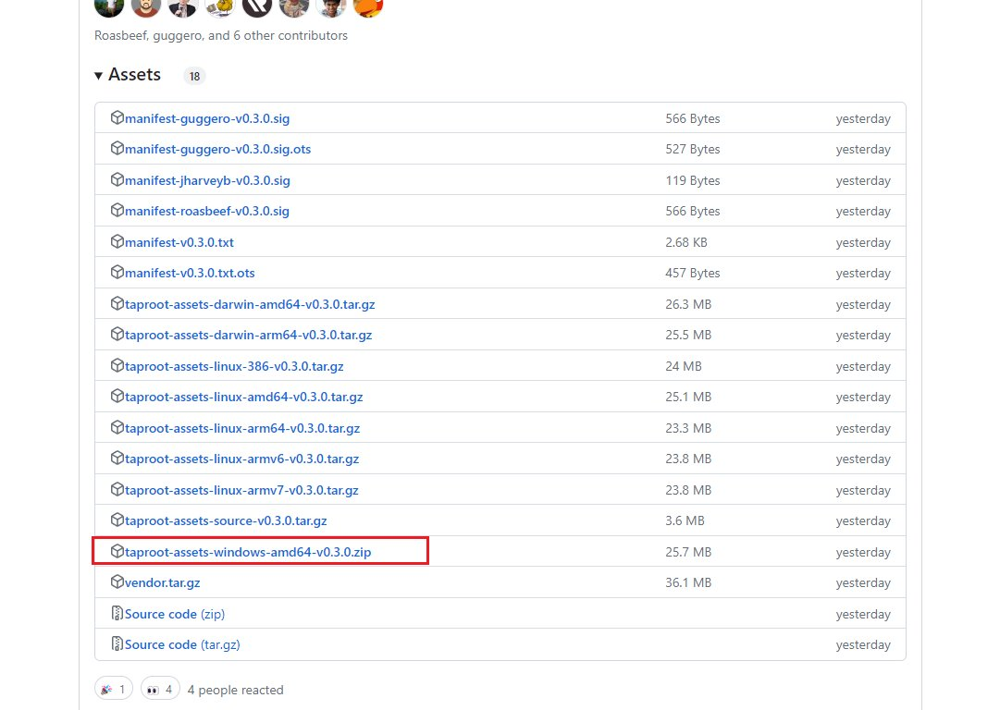 Roasbeef, guggero, and 6 other contributors
Assets 18
manifest-guggero-v0.3.0.sig 566 Bytes yesterday
manifest-guggero-v0.3.0.sig.ots 527 Bytes yesterday
manifest-jharveyb-v0.3.0.sig 119 Bytes yesterday
manifest-roasbeef-v0.3.0.sig 566 Bytes yesterday
manifest-v0.3.0.txt 2.68 KB yesterday
manifest-v0.3.0.txt.ots 457 Bytes yesterday
taproot-assets-darwin-amd64-v0.3.0.tar.gz 26.3 MB yesterday
taproot-assets-darwin-arm64-v0.3.0.tar.gz 25.5 MB yesterday
taproot-assets-linux-386-v0.3.0.tar.gz 24 MB yesterday
taproot-assets-linux-amd64-v0.3.0.tar.gz 25.1 MB yesterday
taproot-assets-linux-arm64-v0.3.0.tar.gz 23.3 MB yesterday
taproot-assets-linux-armv6-v0.3.0.tar.gz 23.8 MB yesterday
taproot-assets-linux-armv7-v0.3.0.tar.gz 23.8 MB yesterday
taproot-assets-source-v0.3.0.tar.gz 3.6 MB yesterday
taproot-assets-windows-amd64-v0.3.0.zip 25.7 MB yesterday
vendor.tar.gz 36.1 MB yesterday
Source code (zip) yesterday
Source code (tar.gz) yesterday
1 4 4 people reacted